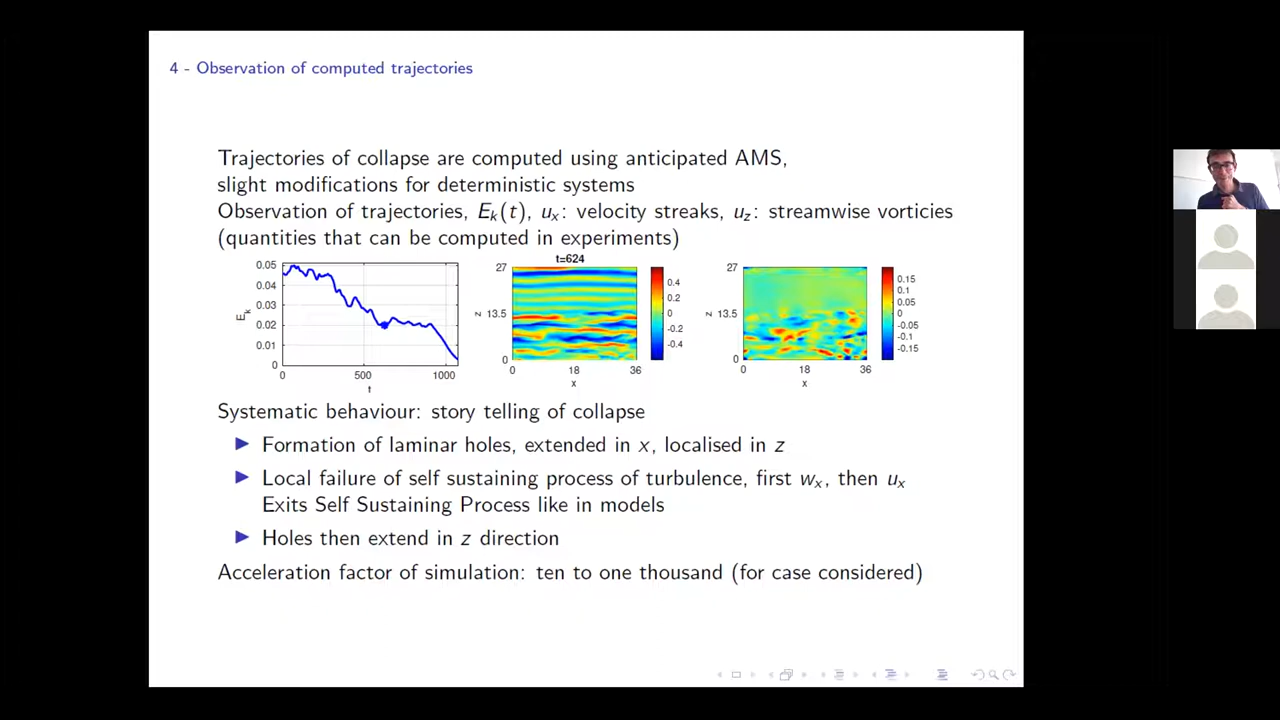 4 - Observation of computed trajectories
Trajectories of collapse are computed using anticipated AMS,
slight modifications for deterministic systems
Observation of trajectories, Eₖ(t), uₓ: velocity streaks, u_z: streamwise vorticies
(quantities that can be computed in experiments)
0.05
0.04
0.03
0.02
0.01
0
Eₖ
0 500 1000
t
t=624
27
13.5
0
z
0 18 36
x
0.4
0.2
0
-0.2
-0.4
27
13.5
0
z
0 18 36
x
0.15
0.1
0.05
0
-0.05
-0.1
-0.15
Systematic behaviour: story telling of collapse
Formation of laminar holes, extended in x, localised in z
Local failure of self sustaining process of turbulence, first wₓ, then uₓ
Exits Self Sustaining Process like in models
Holes then extend in z direction
Acceleration factor of simulation: ten to one thousand (for case considered)